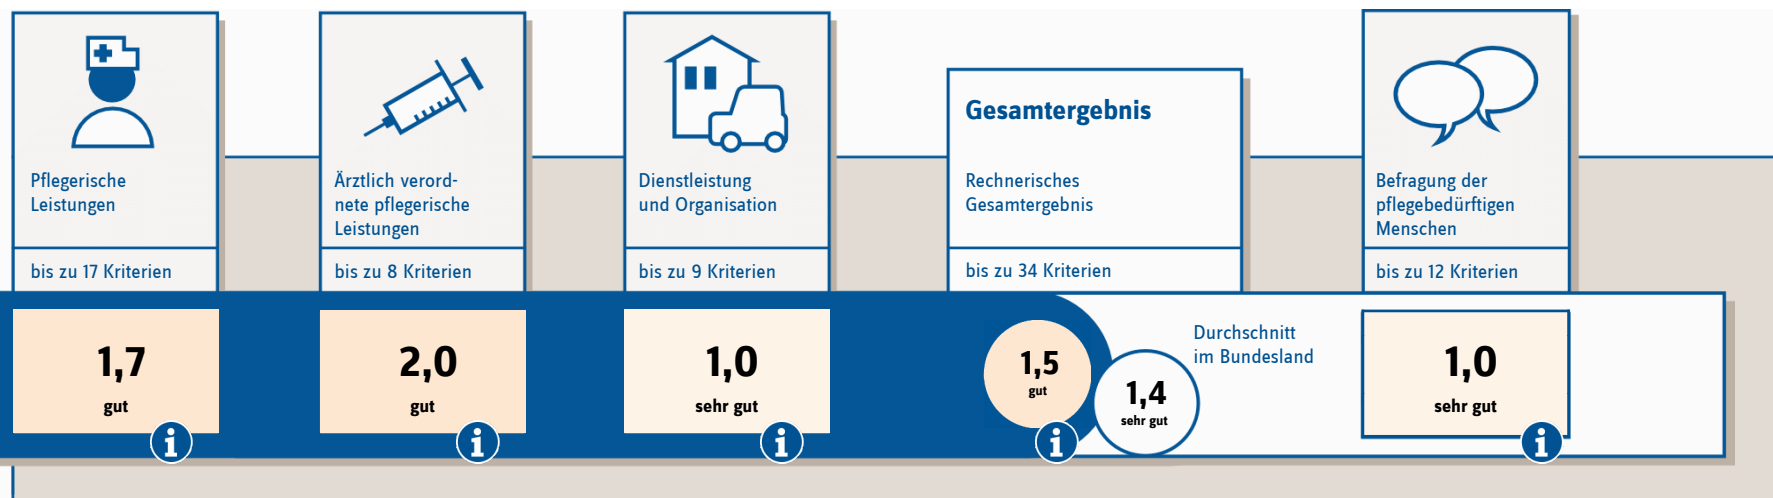 Pflegerische
Leistungen
bis zu 17 Kriterien
1,7
gut
i
Ärztlich verord-
nete pflegerische
Leistungen
bis zu 8 Kriterien
2,0
gut
i
Dienstleistung
und Organisation
bis zu 9 Kriterien
1,0
sehr gut
i
Gesamtergebnis
Rechnerisches
Gesamtergebnis
bis zu 34 Kriterien
1,5
gut
i
1,4
sehr gut
Durchschnitt
im Bundesland
Befragung der
pflegebedürftigen
Menschen
bis zu 12 Kriterien
1,0
sehr gut
i